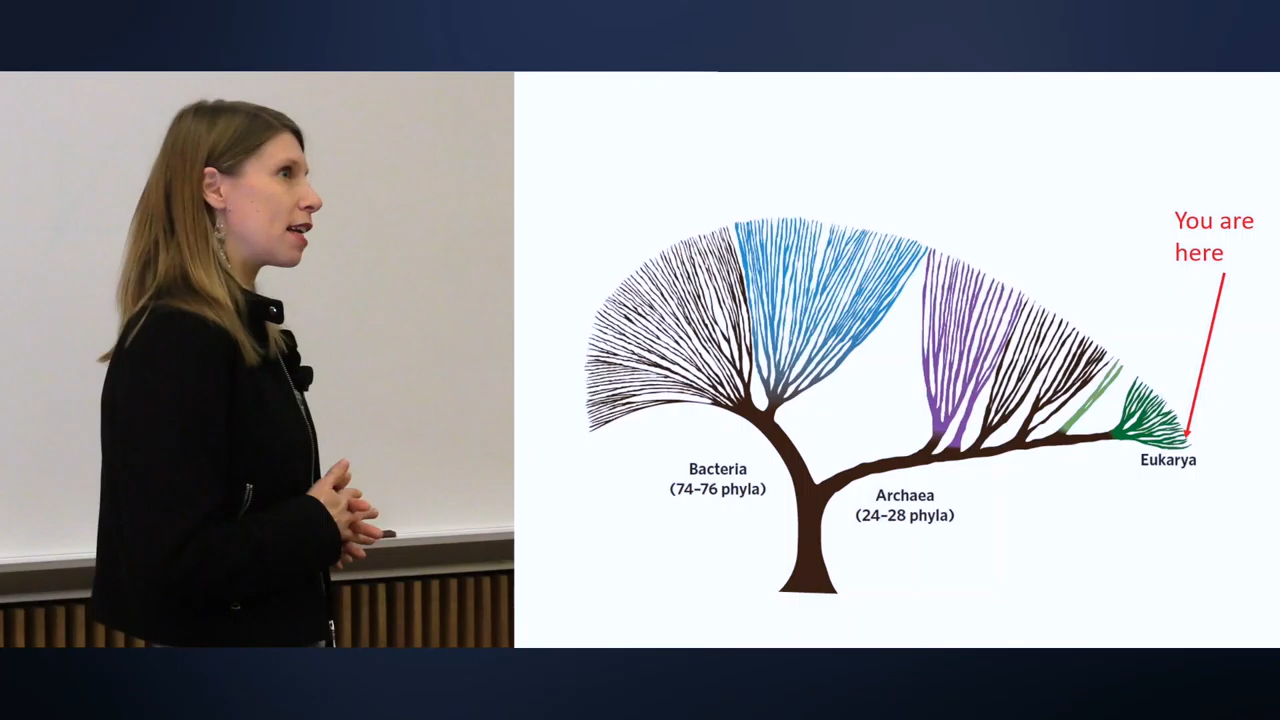 You are
here
Bacteria
(74–76 phyla)
Archaea
(24–28 phyla)
Eukarya